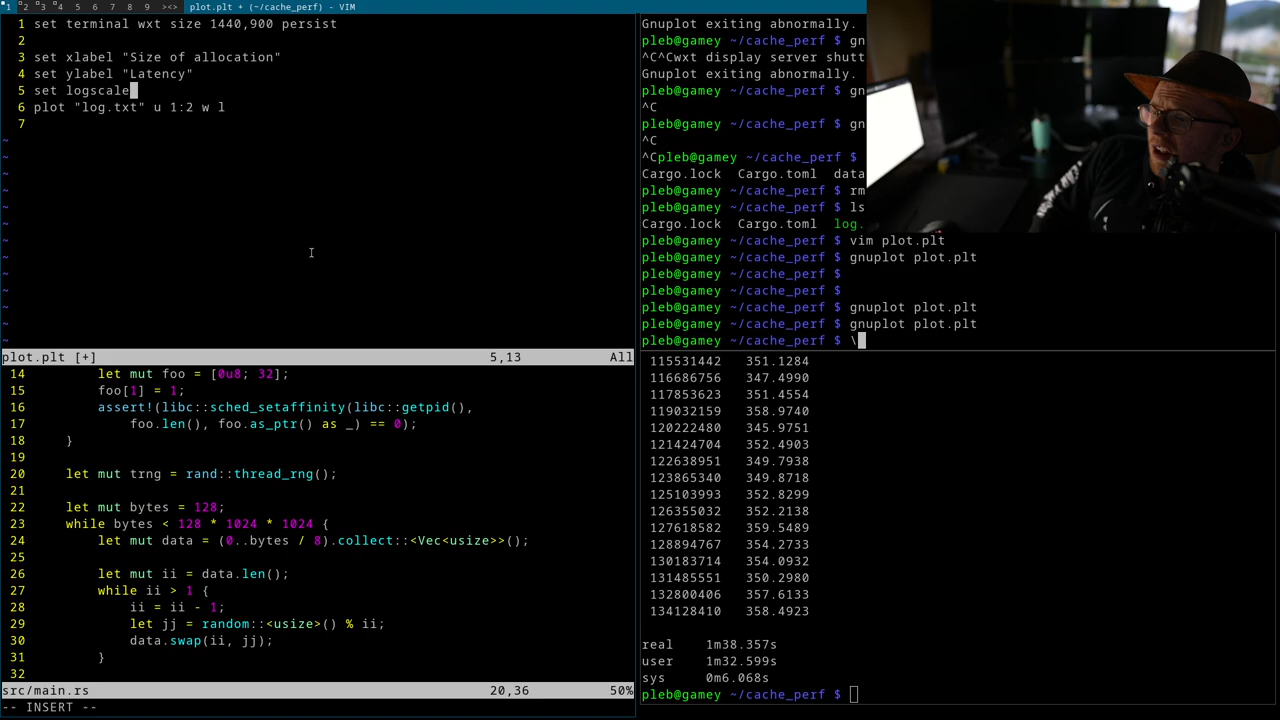 1 2 3 4 5 6 7 8 9 ><> plot.plt + (~/cache_perf) - VIM
1 set terminal wxt size 1440,900 persist
2
3 set xlabel "Size of allocation"
4 set ylabel "Latency"
5 set logscale
6 plot "log.txt" u 1:2 w l
7
~
~
~
~
~
~
~
~
~
~
~
~
~
plot.plt [+] 5,13 All
14 let mut foo = [0u8; 32];
15 foo[1] = 1;
16 assert!(libc::sched_setaffinity(libc::getpid(),
17 foo.len(), foo.as_ptr() as _) == 0);
18 }
19
20 let mut trng = rand::thread_rng();
21
22 let mut bytes = 128;
23 while bytes < 128 * 1024 * 1024 {
24 let mut data = (0..bytes / 8).collect::<Vec<usize>>();
25
26 let mut ii = data.len();
27 while ii > 1 {
28 ii = ii - 1;
29 let jj = random::<usize>() % ii;
30 data.swap(ii, jj);
31 }
32
src/main.rs 20,36 50%
-- INSERT --
Gnuplot exiting abnormally.
pleb@gamey ~/cache_perf $ gn
^C^Cwxt display server shutt
Gnuplot exiting abnormally.
pleb@gamey ~/cache_perf $ gn
^C
pleb@gamey ~/cache_perf $ gn
^C
^Cpleb@gamey ~/cache_perf $
Cargo.lock Cargo.toml data
pleb@gamey ~/cache_perf $ rm
pleb@gamey ~/cache_perf $ ls
Cargo.lock Cargo.toml log.
pleb@gamey ~/cache_perf $ vim plot.plt
pleb@gamey ~/cache_perf $ gnuplot plot.plt
pleb@gamey ~/cache_perf $
pleb@gamey ~/cache_perf $
pleb@gamey ~/cache_perf $ gnuplot plot.plt
pleb@gamey ~/cache_perf $ gnuplot plot.plt
pleb@gamey ~/cache_perf $ \
115531442 351.1284
116686756 347.4990
117853623 351.4554
119032159 358.9740
120222480 345.9751
121424704 352.4903
122638951 349.7938
123865340 349.8718
125103993 352.8299
126355032 352.2138
127618582 359.5489
128894767 354.2733
130183714 354.0932
131485551 350.2980
132800406 357.6133
134128410 358.4923
real 1m38.357s
user 1m32.599s
sys 0m6.068s
pleb@gamey ~/cache_perf $